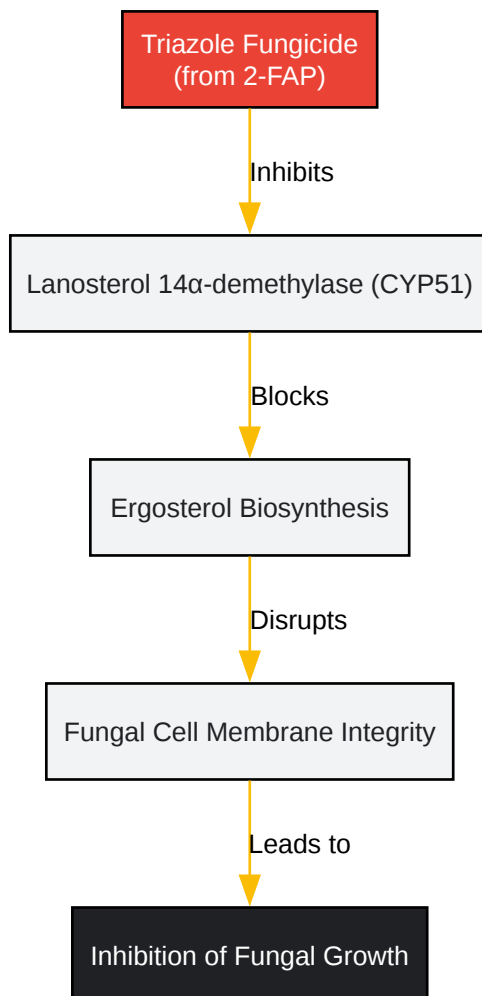 Triazole Fungicide
(from 2-FAP)
Inhibits
Lanosterol 14α-demethylase (CYP51)
Blocks
Ergosterol Biosynthesis
Disrupts
Fungal Cell Membrane Integrity
Leads to
Inhibition of Fungal Growth